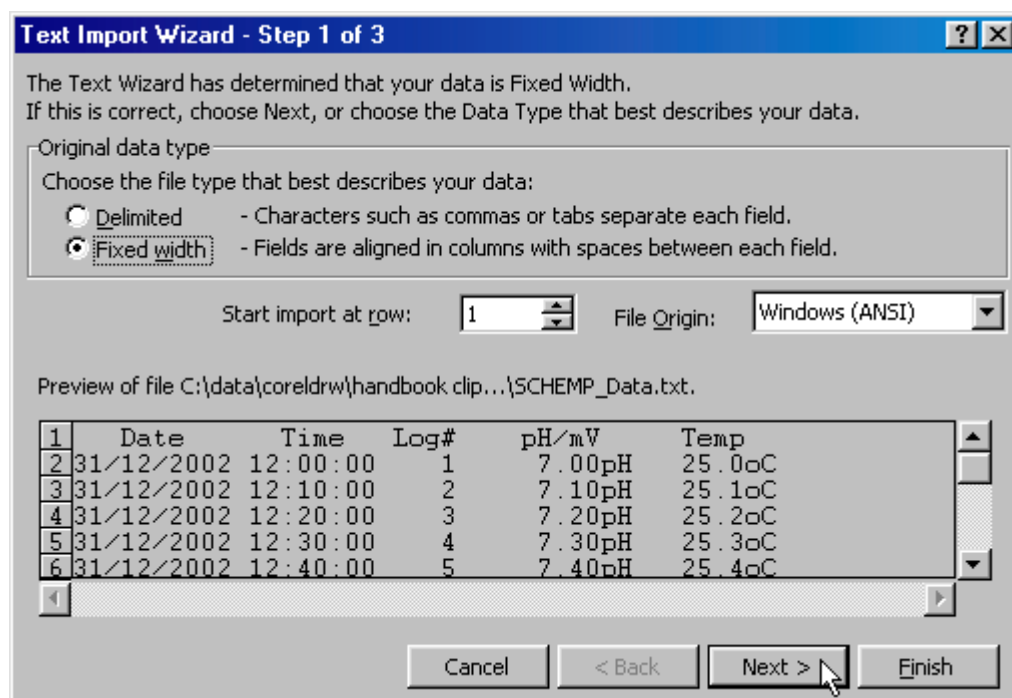 Text Import Wizard - Step 1 of 3
The Text Wizard has determined that your data is Fixed Width.
If this is correct, choose Next, or choose the Data Type that best describes your data.
Original data type
Choose the file type that best describes your data:
Delimited - Characters such as commas or tabs separate each field.
Fixed width - Fields are aligned in columns with spaces between each field.
Start import at row: 1 File Origin: Windows (ANSI)
Preview of file C:\data\coreldrw\handbook clip...\SCHEMP_Data.txt.
1 Date Time Log# pH/mV Temp
2 31/12/2002 12:00:00 1 7.00pH 25.0oC
3 31/12/2002 12:10:00 2 7.10pH 25.1oC
4 31/12/2002 12:20:00 3 7.20pH 25.2oC
5 31/12/2002 12:30:00 4 7.30pH 25.3oC
6 31/12/2002 12:40:00 5 7.40pH 25.4oC
Cancel < Back Next > Finish